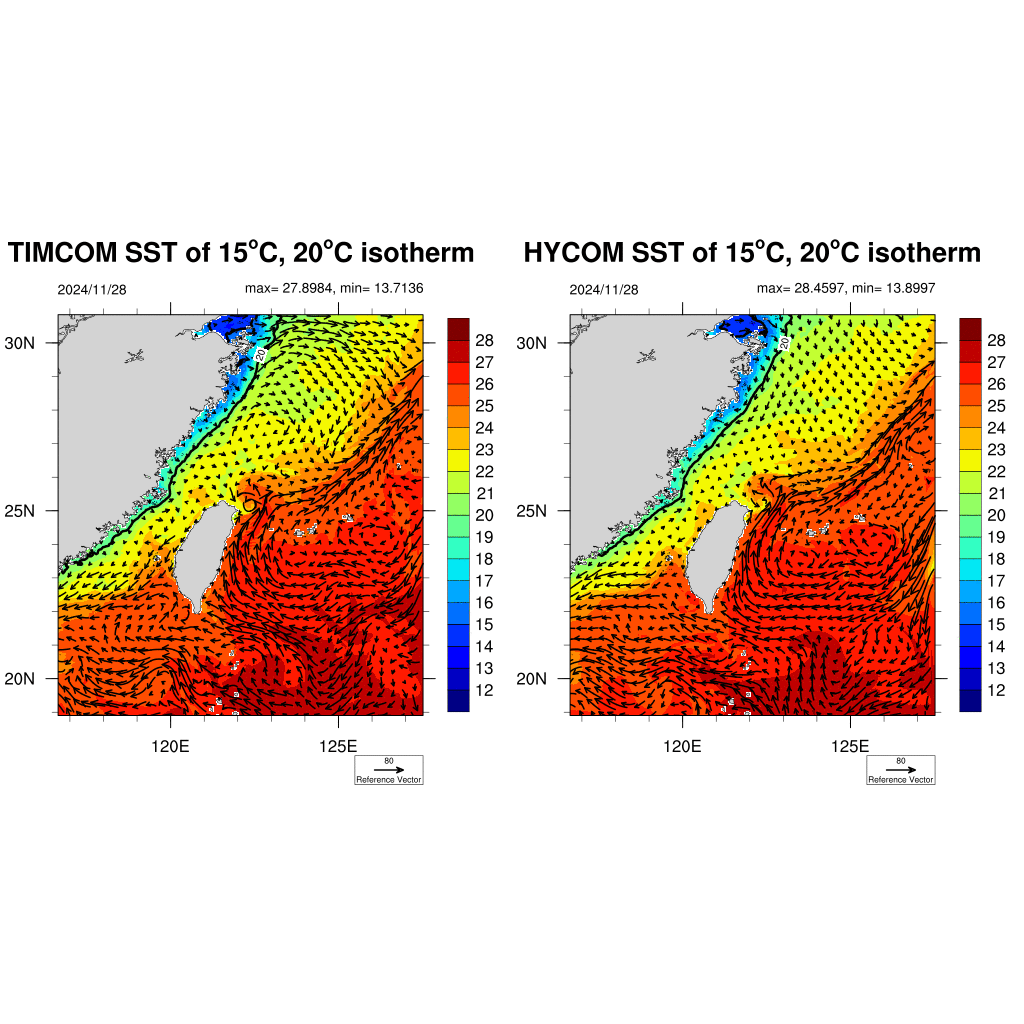 TIMCOM SST of 15°C, 20°C isotherm
2024/11/28
max= 27.8984, min= 13.7136
30N
25N
20N
120E
125E
20
28
27
26
25
24
23
22
21
20
19
18
17
16
15
14
13
12
80
Reference Vector
HYCOM SST of 15°C, 20°C isotherm
2024/11/28
max= 28.4597, min= 13.8997
30N
25N
20N
120E
125E
20
28
27
26
25
24
23
22
21
20
19
18
17
16
15
14
13
12
80
Reference Vector